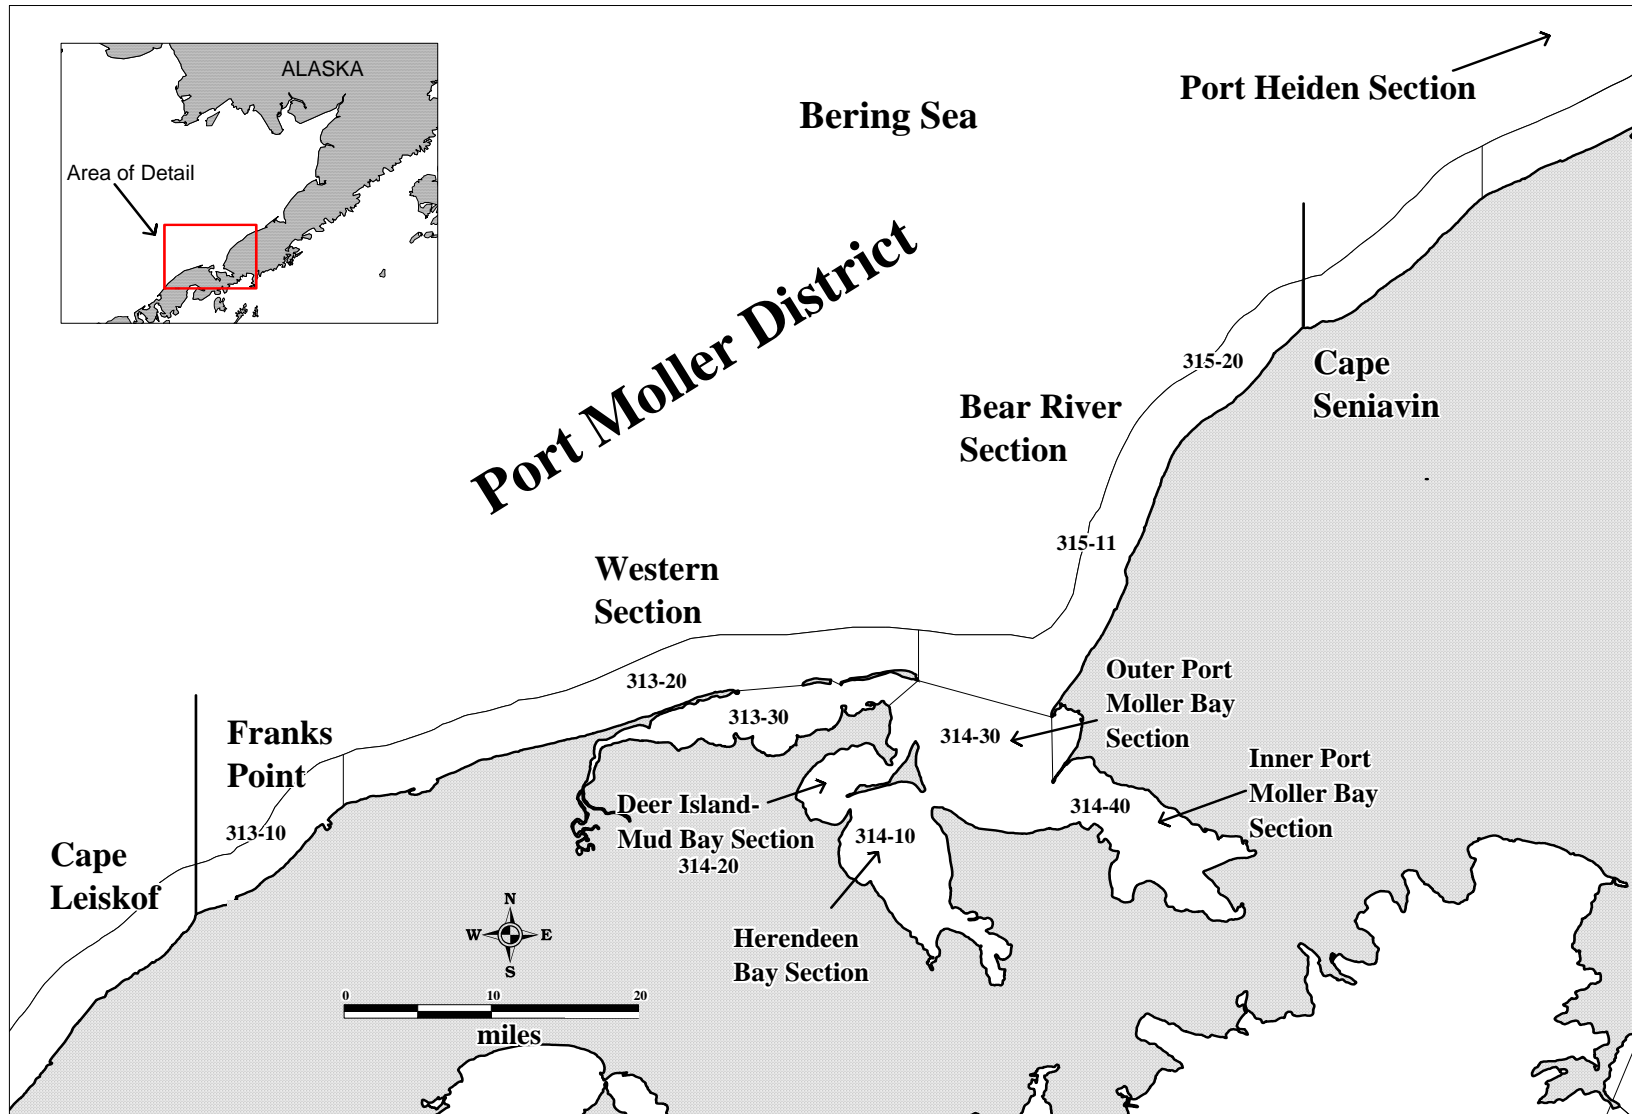 ALASKA
Area of Detail
Bering Sea
Port Heiden Section
Port Moller District
315-20
Cape
Seniavin
Bear River
Section
315-11
Western
Section
313-20
313-30
Outer Port
Moller Bay
Section
314-30
Franks
Point
313-10
Inner Port
Moller Bay
Section
314-40
Deer Island-
Mud Bay Section
314-20
314-10
Cape
Leiskof
Herendeen
Bay Section
N
W
E
S
0 10 20
miles